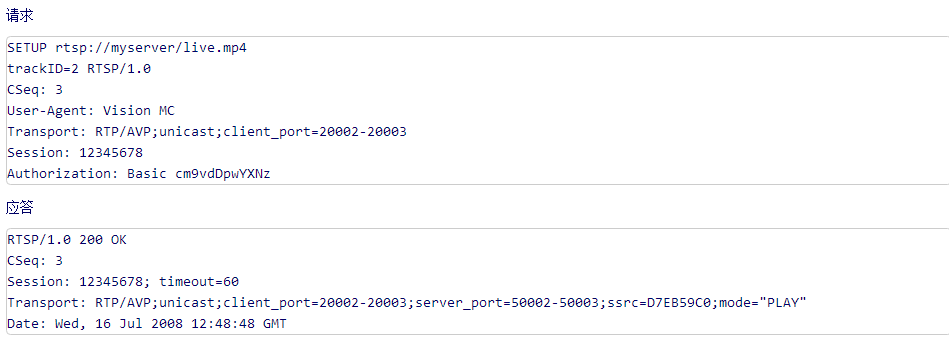 请求
SETUP rtsp://myserver/live.mp4
trackID=2 RTSP/1.0
CSeq: 3
User-Agent: Vision MC
Transport: RTP/AVP;unicast;client_port=20002-20003
Session: 12345678
Authorization: Basic cm9vdDpwYXNz
应答
RTSP/1.0 200 OK
CSeq: 3
Session: 12345678; timeout=60
Transport: RTP/AVP;unicast;client_port=20002-20003;server_port=50002-50003;ssrc=D7EB59C0;mode="PLAY"
Date: Wed, 16 Jul 2008 12:48:48 GMT